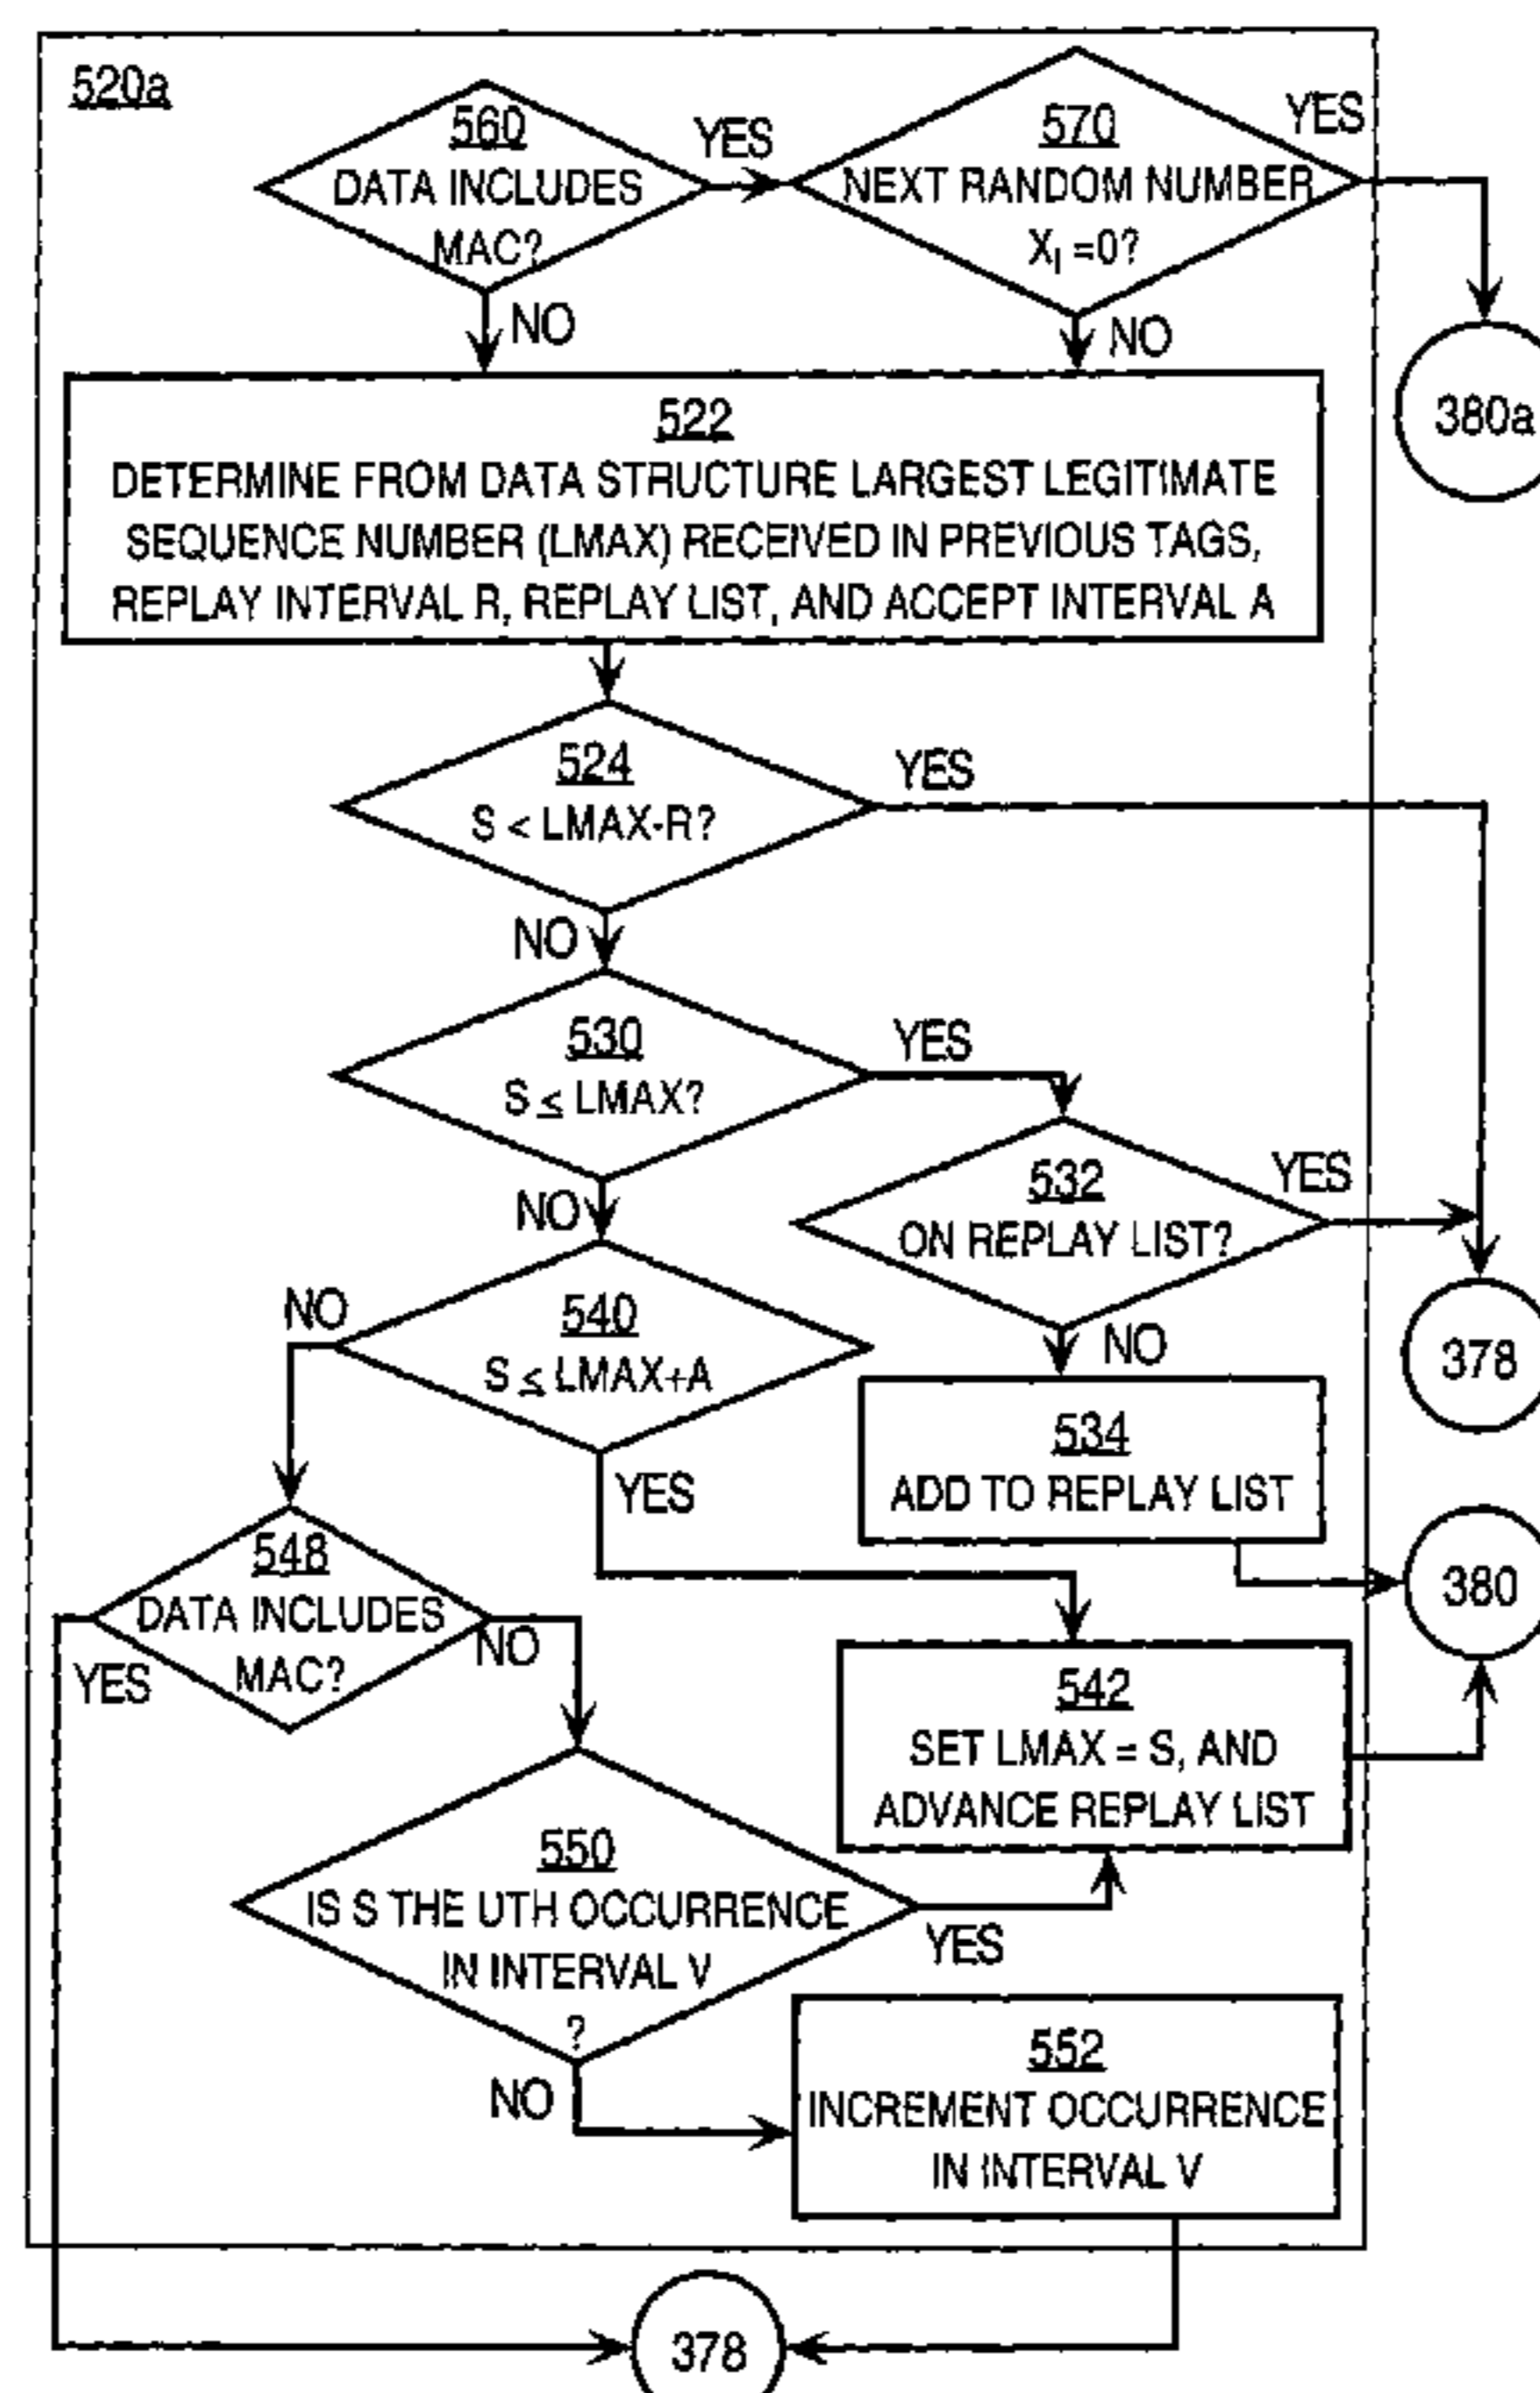 520a
560
DATA INCLUDES
MAC?
YES
570
NEXT RANDOM NUMBER
XI =0?
YES
NO
NO
380a
522
DETERMINE FROM DATA STRUCTURE LARGEST LEGITIMATE
SEQUENCE NUMBER (LMAX) RECEIVED IN PREVIOUS TAGS,
REPLAY INTERVAL R, REPLAY LIST, AND ACCEPT INTERVAL A
524
S < LMAX-R?
YES
NO
530
S ≤ LMAX?
YES
NO
532
ON REPLAY LIST?
YES
NO
378
540
S ≤ LMAX+A
NO
YES
534
ADD TO REPLAY LIST
380
548
DATA INCLUDES
MAC?
YES
NO
542
SET LMAX = S, AND
ADVANCE REPLAY LIST
550
IS S THE UTH OCCURRENCE
IN INTERVAL V
?
YES
NO
552
INCREMENT OCCURRENCE
IN INTERVAL V
378